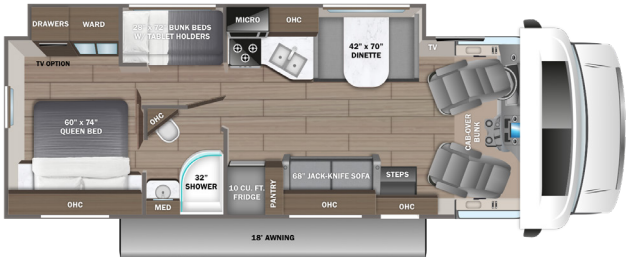 DRAWERS
WARD
28" x 72" BUNK BEDS
W/ TABLET HOLDERS
MICRO
OHC
42" x 70"
DINETTE
TV
TV OPTION
60" x 74"
QUEEN BED
OHC
CAB-OVER
BUNK
32"
SHOWER
10 CU. FT.
FRIDGE
PANTRY
68" JACK-KNIFE SOFA
STEPS
OHC
MED
OHC
OHC
18' AWNING